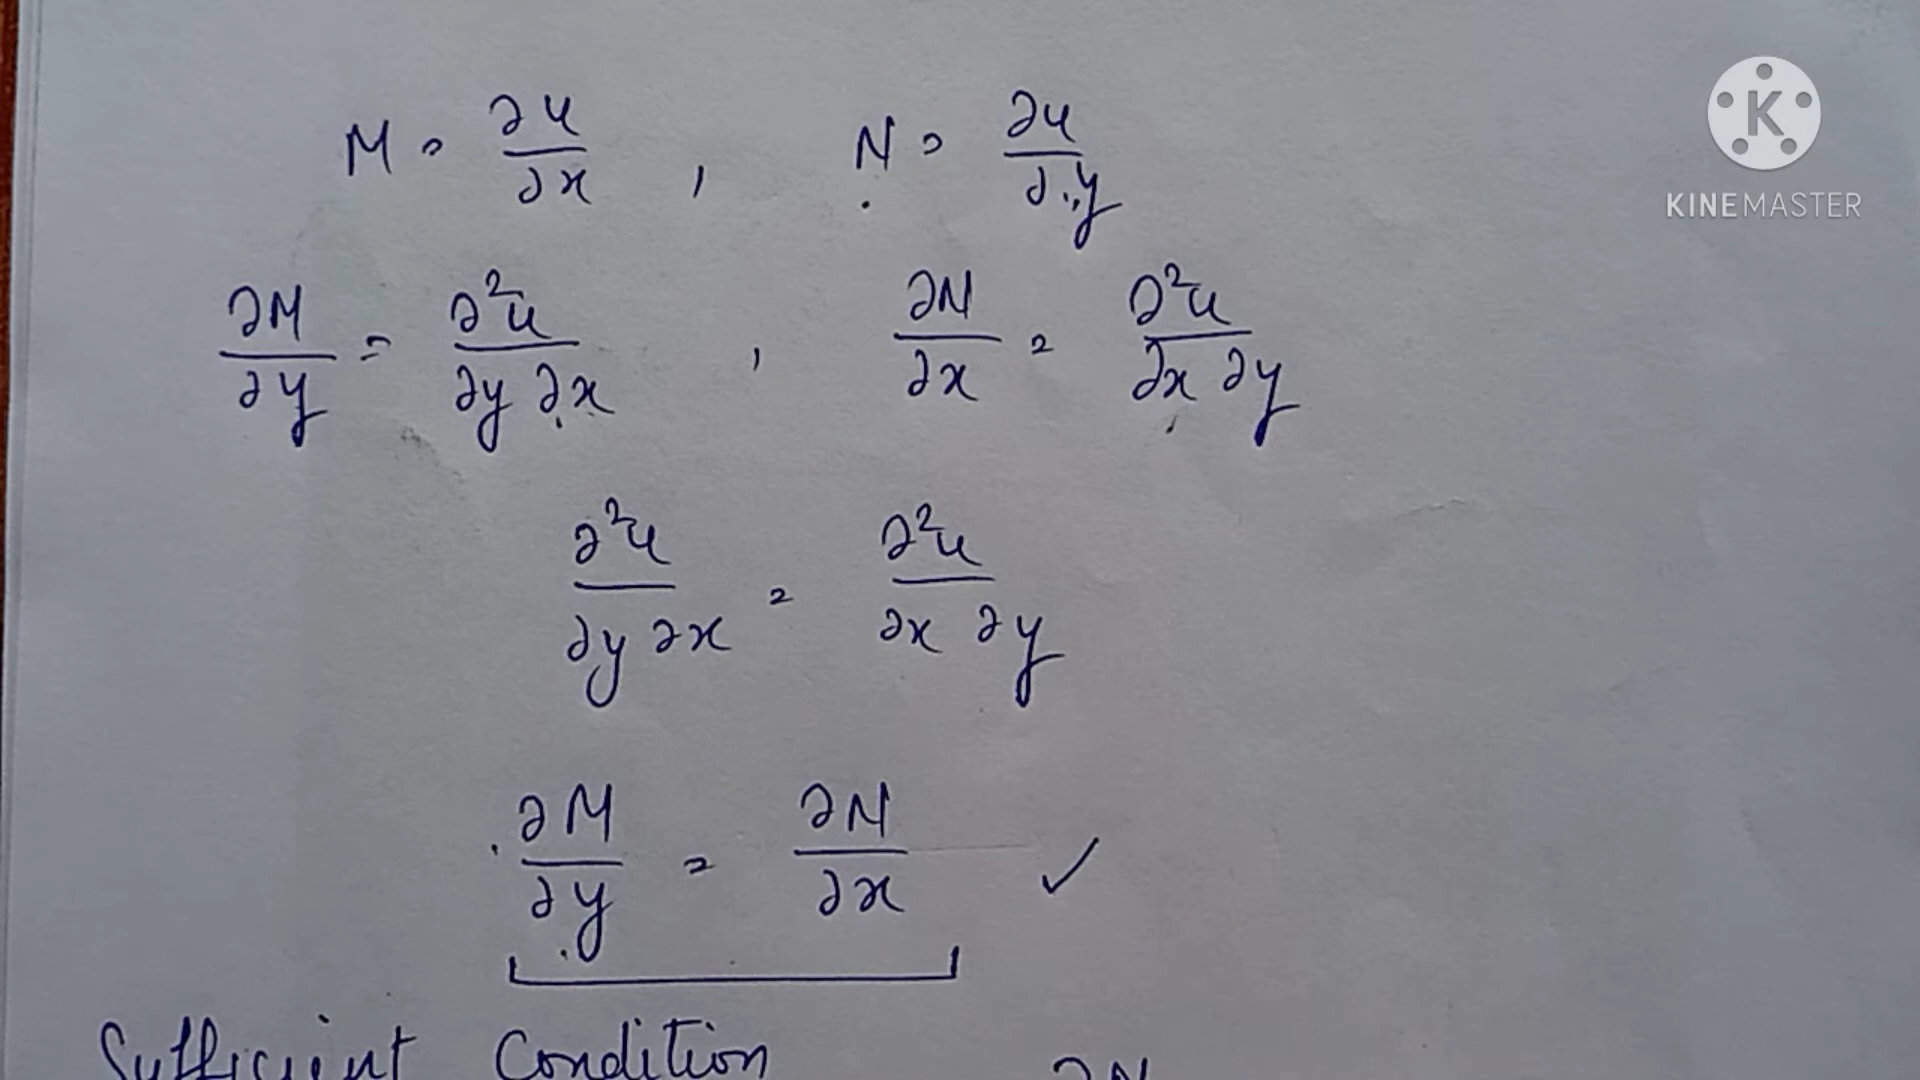 M = ∂u/∂x , N = ∂u/∂y
∂M/∂y = ∂²u/∂y ∂x , ∂N/∂x = ∂²u/∂x ∂y
∂²u/∂y ∂x = ∂²u/∂x ∂y
∂M/∂y = ∂N/∂x ✓
Sufficient Condition ∂N
K
KINEMASTER